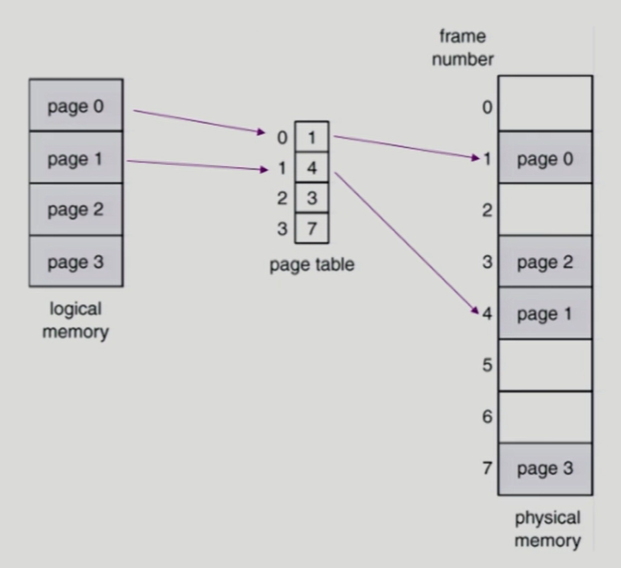 page 0
page 1
page 2
page 3
logical
memory
0 1
1 4
2 3
3 7
page table
frame
number
0
1 page 0
2
3 page 2
4 page 1
5
6
7 page 3
physical
memory